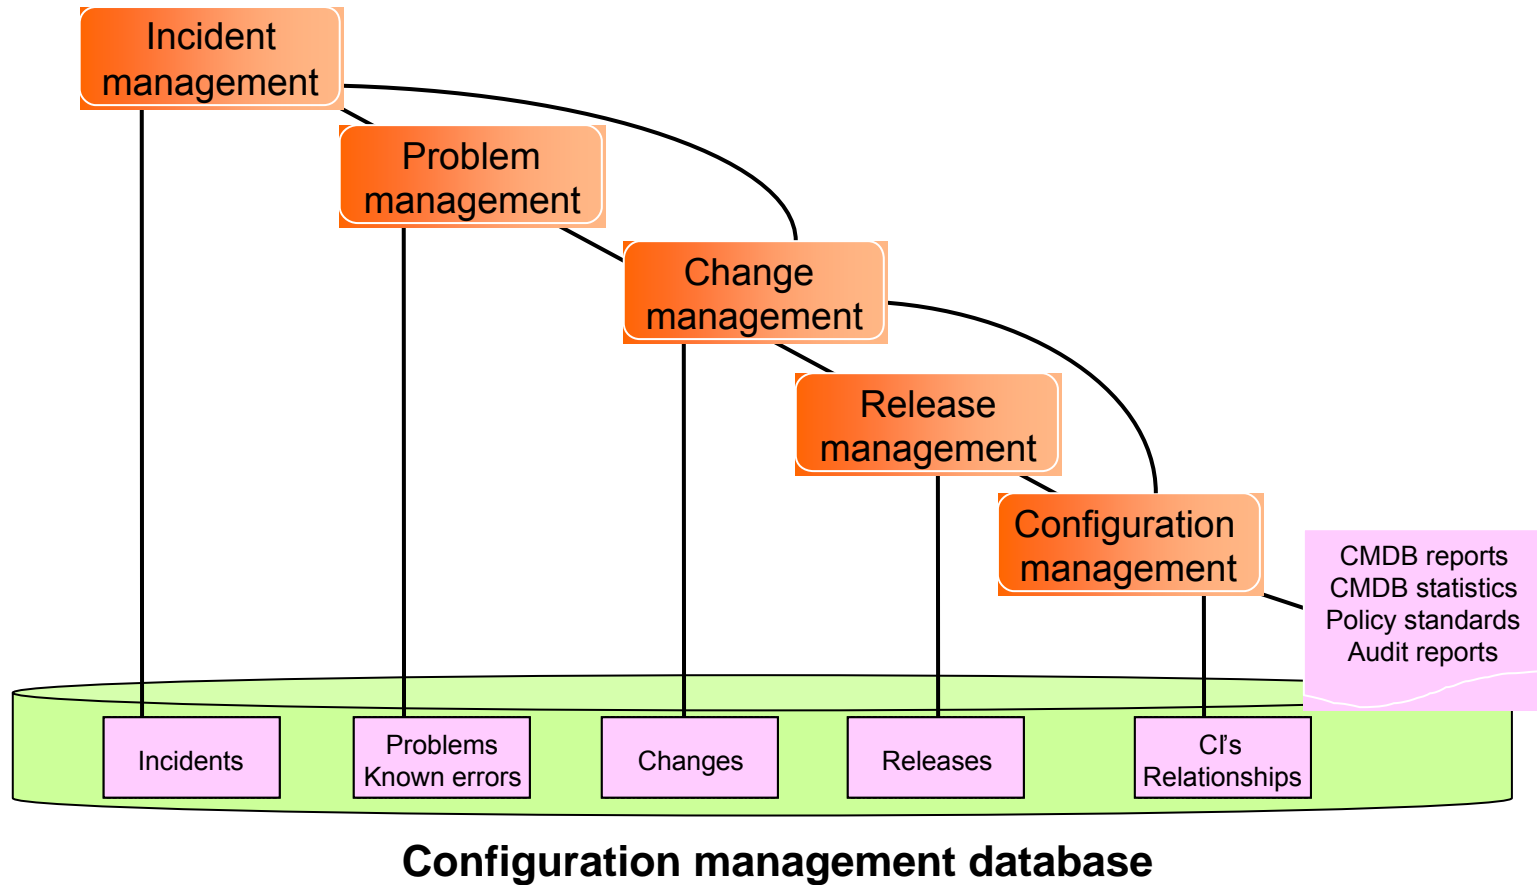 Incident
management
Problem
management
Change
management
Release
management
Configuration
management
CMDB reports
CMDB statistics
Policy standards
Audit reports
Incidents
Problems
Known errors
Changes
Releases
CI's
Relationships
Configuration management database